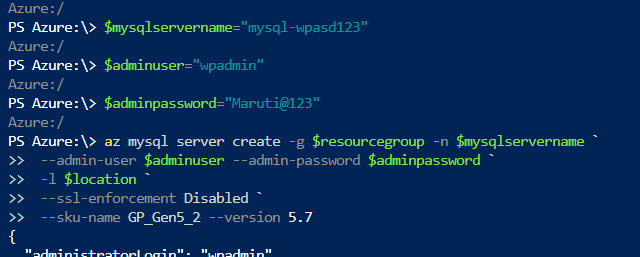 Azure:/
PS Azure:\> $mysqlservername="mysql-wpasd123"
Azure:/
PS Azure:\> $adminuser="wpadmin"
Azure:/
PS Azure:\> $adminpassword="Maruti@123"
Azure:/
PS Azure:\> az mysql server create -g $resourcegroup -n $mysqlservername `
>>  --admin-user $adminuser --admin-password $adminpassword `
>>  -l $location `
>>  --ssl-enforcement Disabled `
>>  --sku-name GP_Gen5_2 --version 5.7
{
  "administratorLogin": "wpadmin"